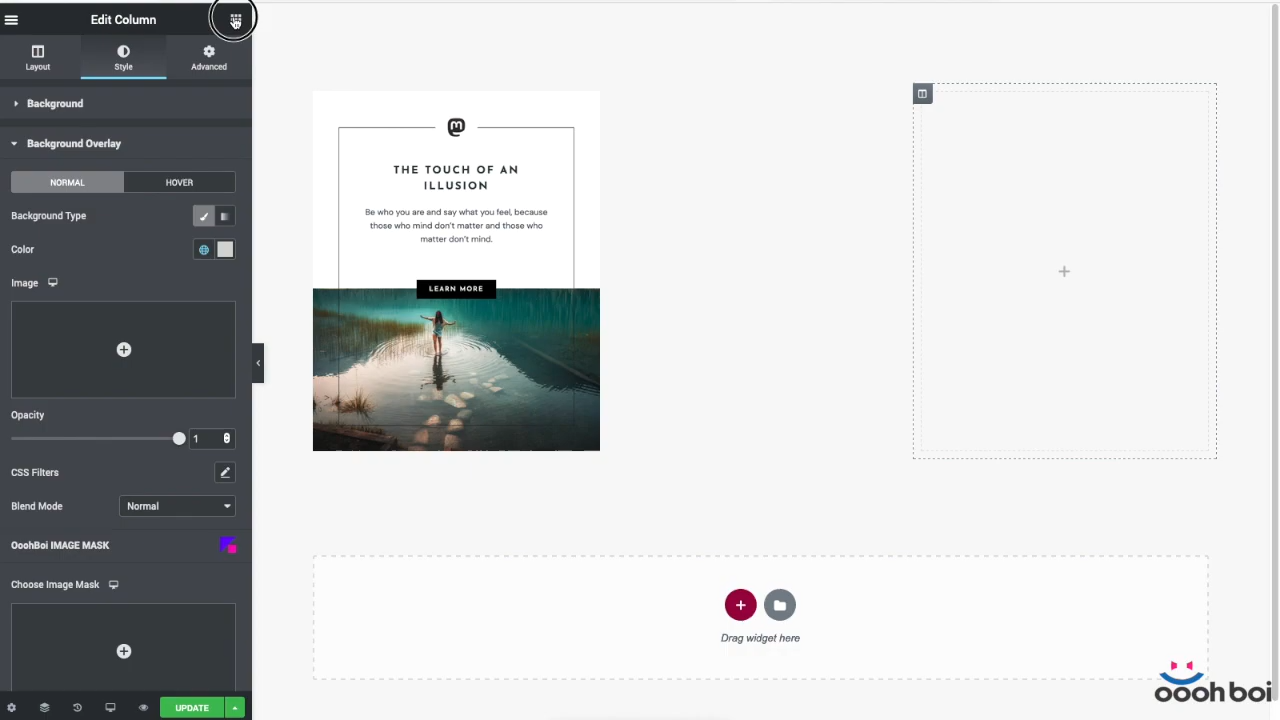 Edit Column
Layout
Style
Advanced
Background
Background Overlay
NORMAL
HOVER
Background Type
Color
Image
Opacity
1
CSS Filters
Blend Mode
Normal
OoohBoi IMAGE MASK
Choose Image Mask
UPDATE
THE TOUCH OF AN
ILLUSION
Be who you are and say what you feel, because
those who mind don't matter and those who
matter don't mind.
LEARN MORE
Drag widget here
oooh boi